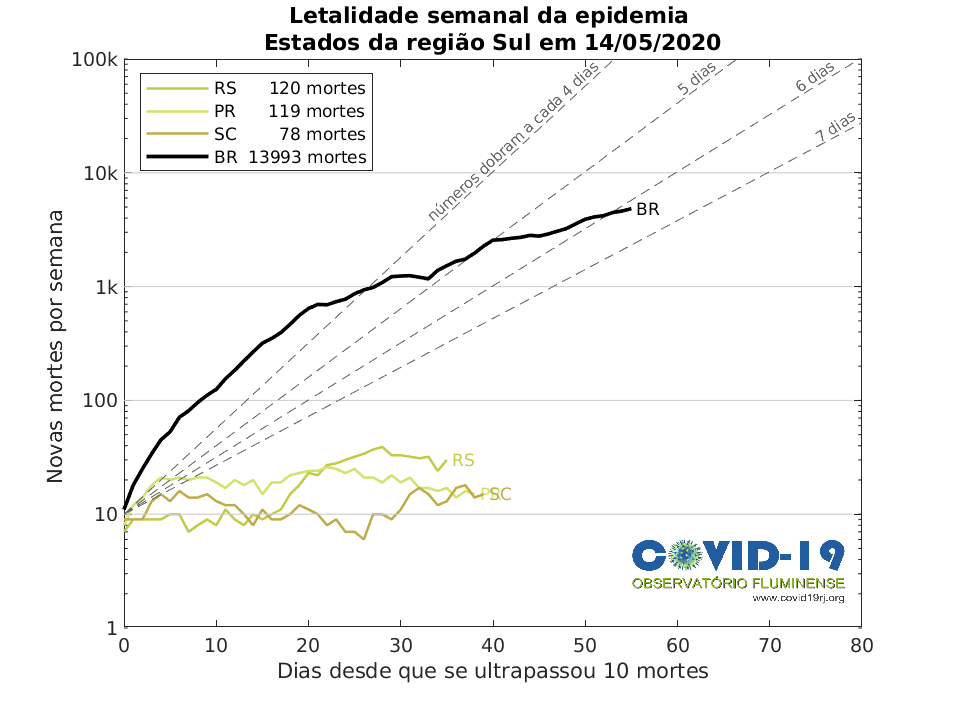 Letalidade semanal da epidemia
Estados da região Sul em 14/05/2020
100k
10k
1k
100
10
1
Novas mortes por semana
RS 120 mortes
PR 119 mortes
SC 78 mortes
BR 13993 mortes
números dobram a cada 4 dias
5 dias
6 dias
7 dias
BR
RS
PR
SC
COVID-19
OBSERVATÓRIO FLUMINENSE
www.covid19rj.org
0 10 20 30 40 50 60 70 80
Dias desde que se ultrapassou 10 mortes